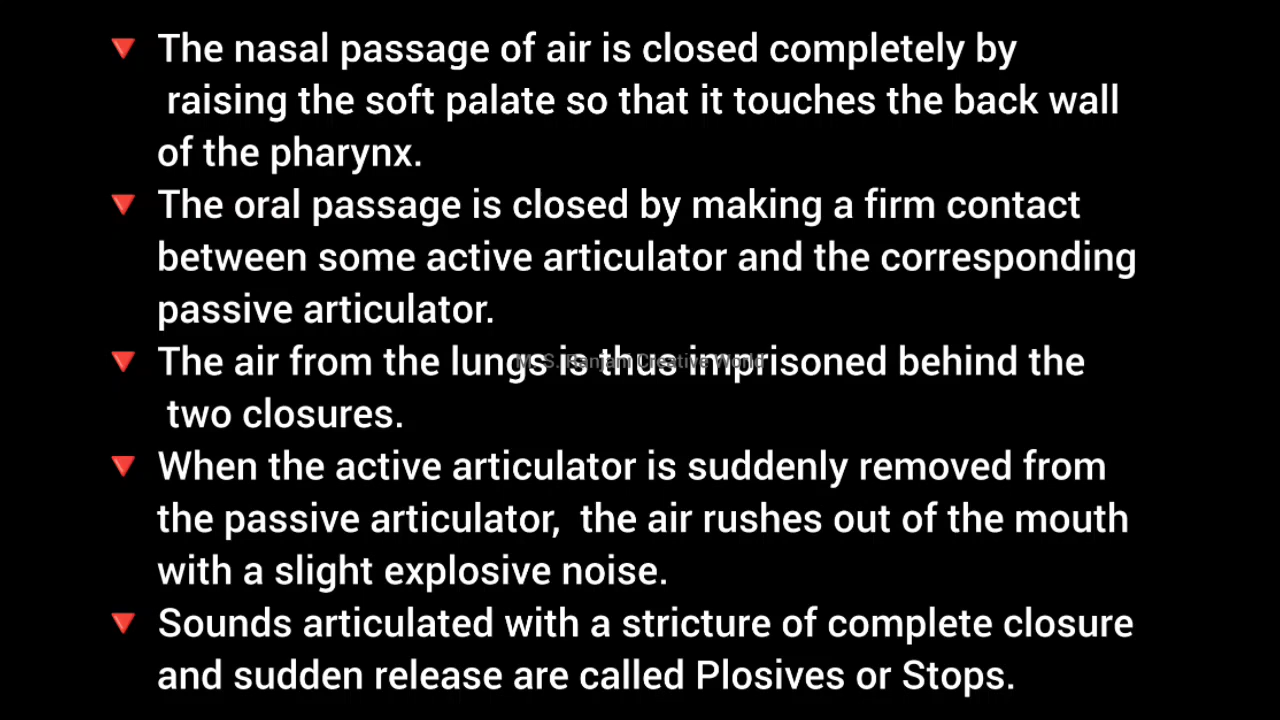 🔻 The nasal passage of air is closed completely by
raising the soft palate so that it touches the back wall
of the pharynx.
🔻 The oral passage is closed by making a firm contact
between some active articulator and the corresponding
passive articulator.
🔻 The air from the lungs is thus imprisoned behind the
two closures.
🔻 When the active articulator is suddenly removed from
the passive articulator, the air rushes out of the mouth
with a slight explosive noise.
🔻 Sounds articulated with a stricture of complete closure
and sudden release are called Plosives or Stops.
M. S. Ranjani Creative World